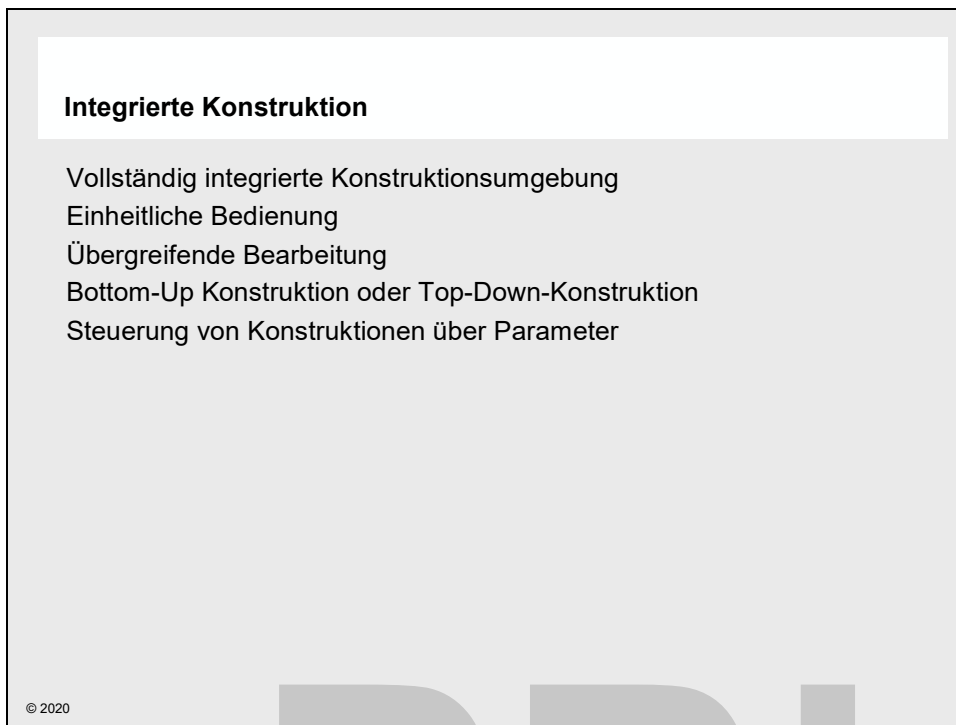 Integrierte Konstruktion
Vollständig integrierte Konstruktionsumgebung
Einheitliche Bedienung
Übergreifende Bearbeitung
Bottom-Up Konstruktion oder Top-Down-Konstruktion
Steuerung von Konstruktionen über Parameter
© 2020